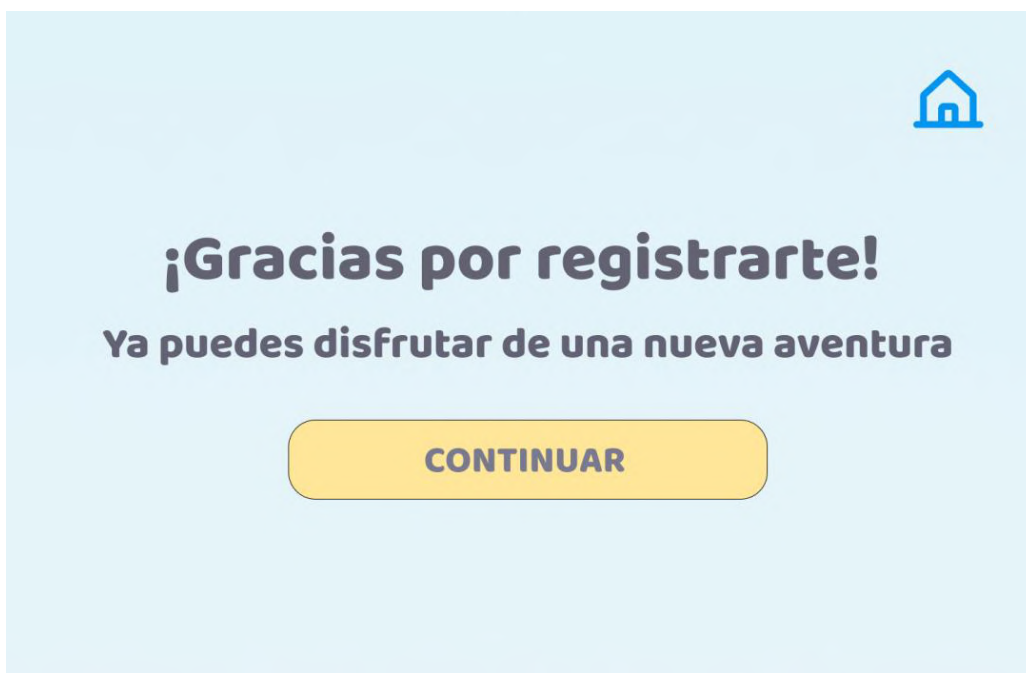 ¡Gracias por registrarte!
Ya puedes disfrutar de una nueva aventura
CONTINUAR